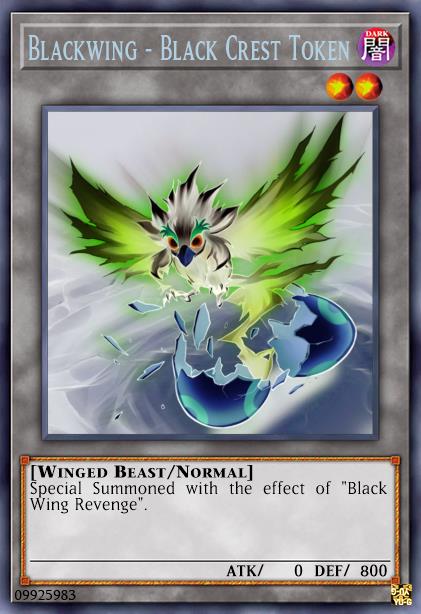 Blackwing - Black Crest Token
DARK
闇
[Winged Beast/Normal]
Special Summoned with the effect of "Black
Wing Revenge".
ATK/ 0 DEF/ 800
09925983